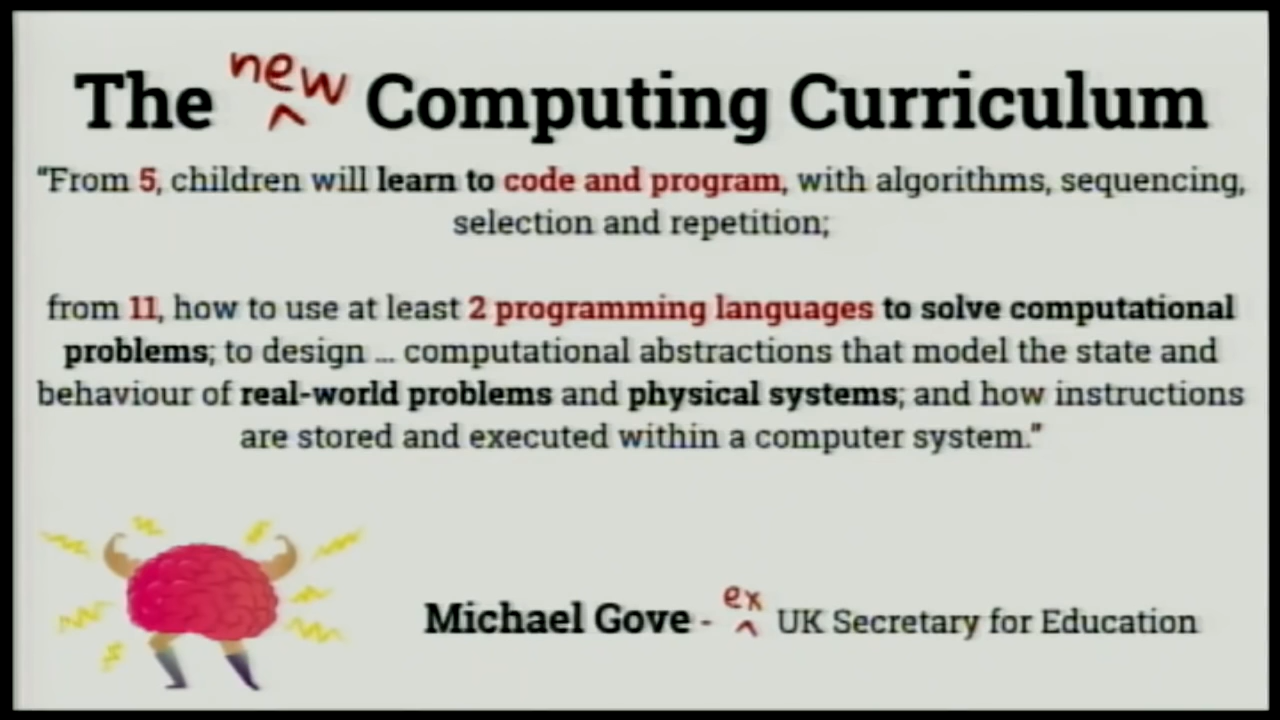 The new Computing Curriculum
"From 5, children will learn to code and program, with algorithms, sequencing,
selection and repetition;
from 11, how to use at least 2 programming languages to solve computational
problems; to design ... computational abstractions that model the state and
behaviour of real-world problems and physical systems; and how instructions
are stored and executed within a computer system."
Michael Gove - ex UK Secretary for Education